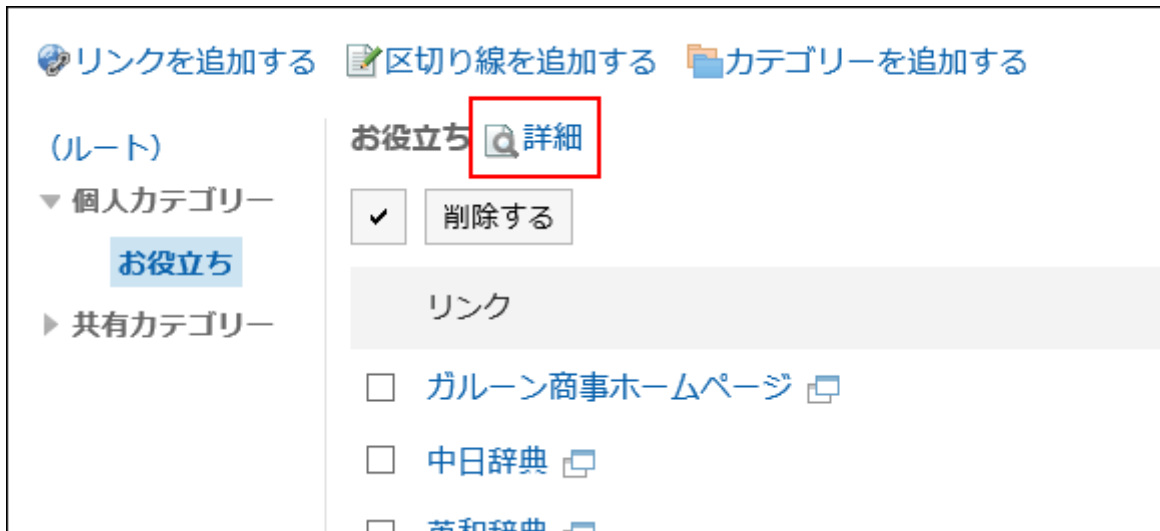 リンクを追加する 区切り線を追加する カテゴリーを追加する
(ルート)
個人カテゴリー
お役立ち
共有カテゴリー
お役立ち 詳細
削除する
リンク
ガルーン商事ホームページ
中日辞典
英和辞典